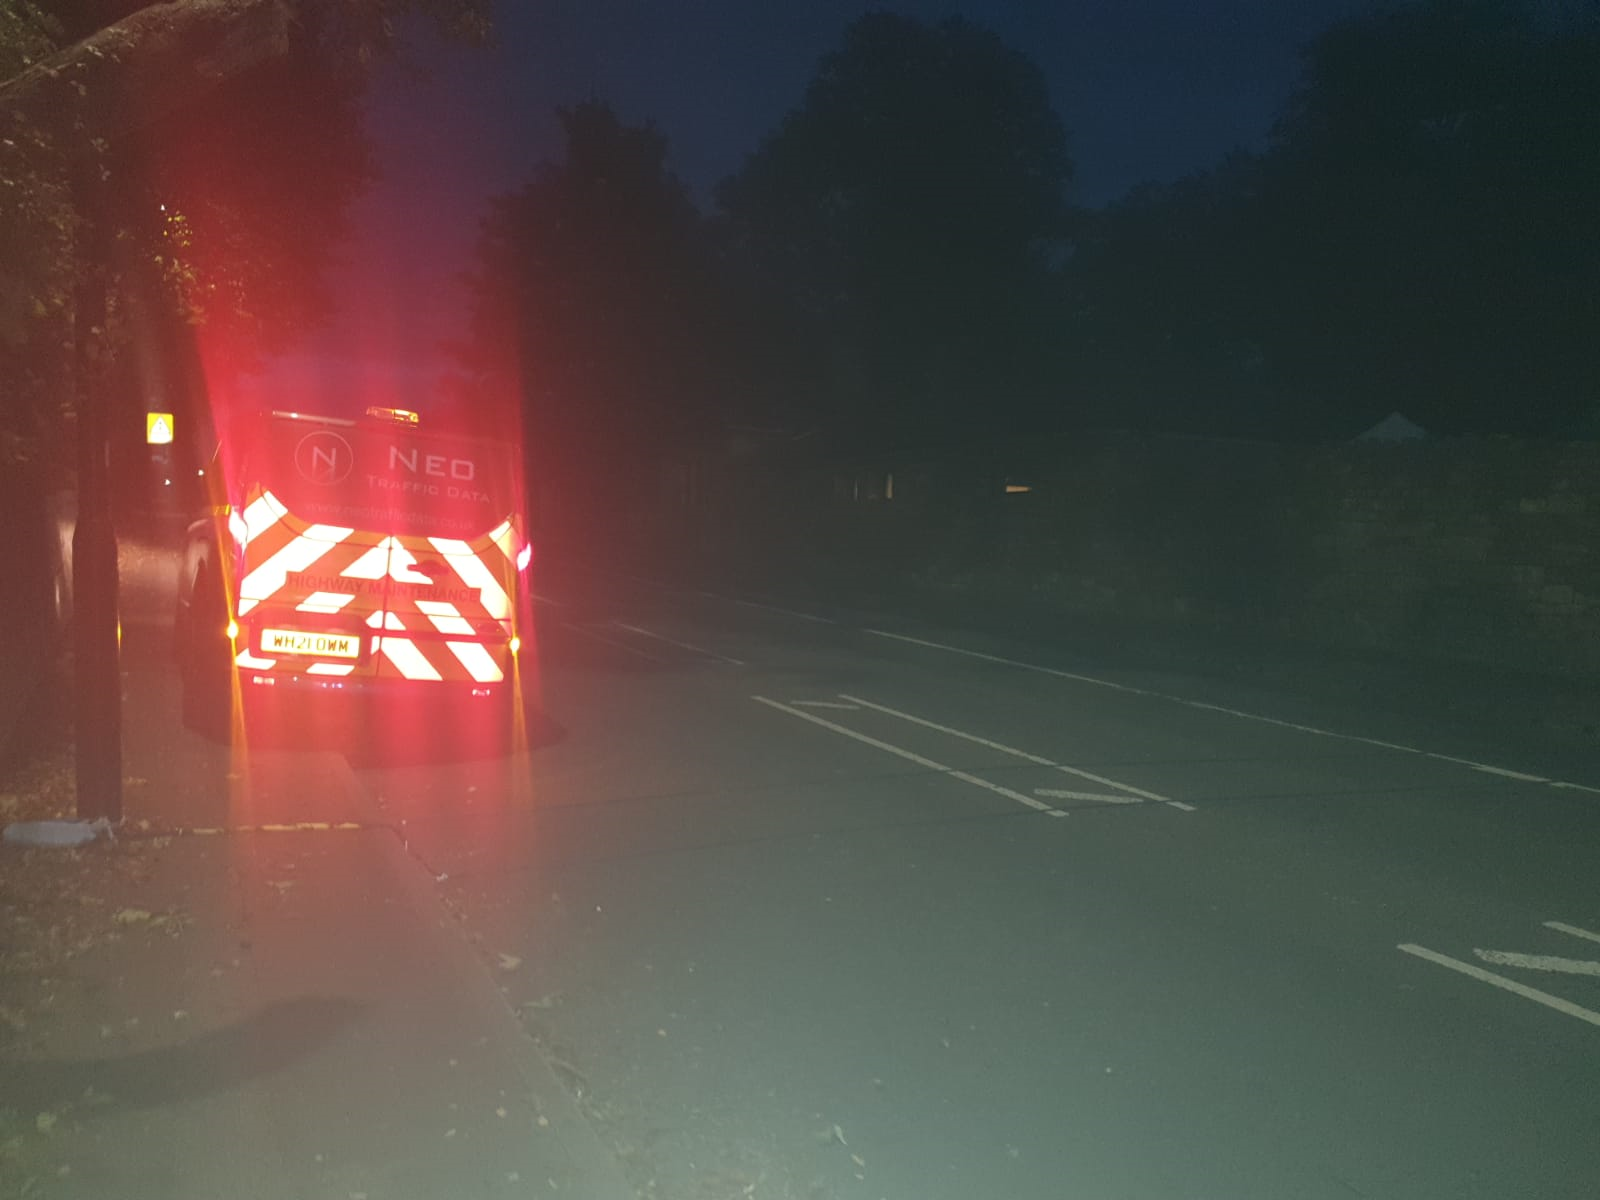 N NEO
TRAFFIC DATA
www.neotrafficdata.co.uk
HIGHWAY MAINTENANCE
WH21 OWM